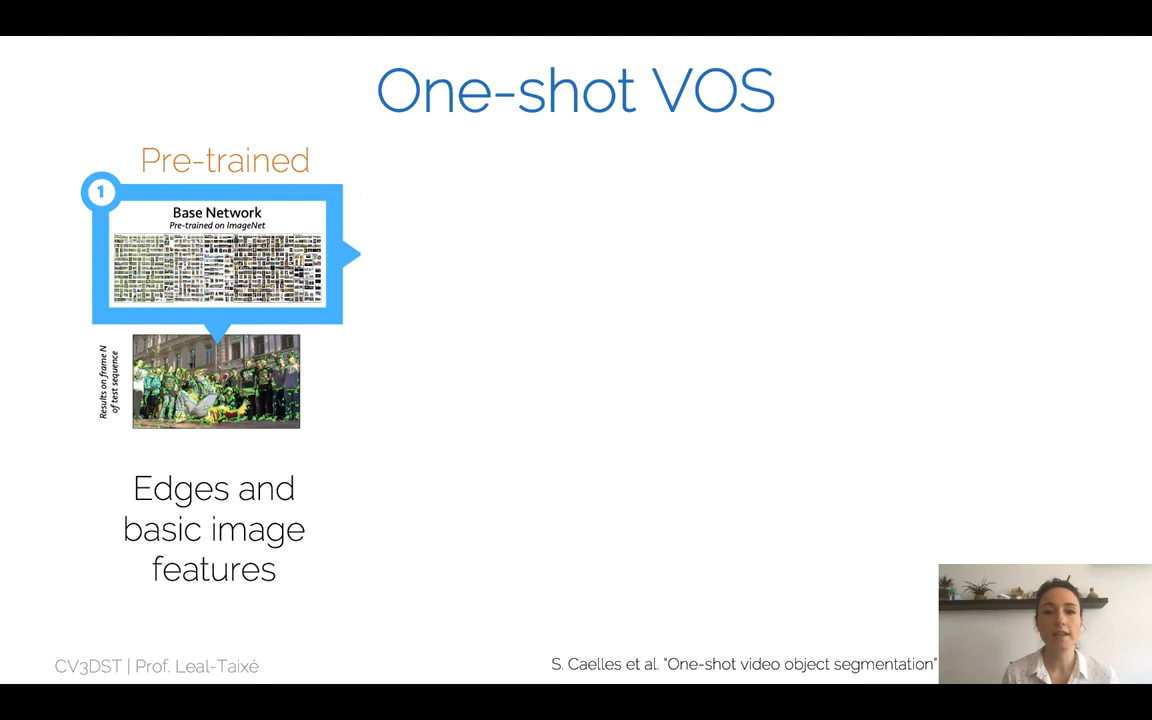 One-shot VOS
Pre-trained
1
Base Network
Pre-trained on ImageNet
Results on frame N
of test sequence
Edges and
basic image
features
CV3DST | Prof. Leal-Taixé
S. Caelles et al. "One-shot video object segmentation"